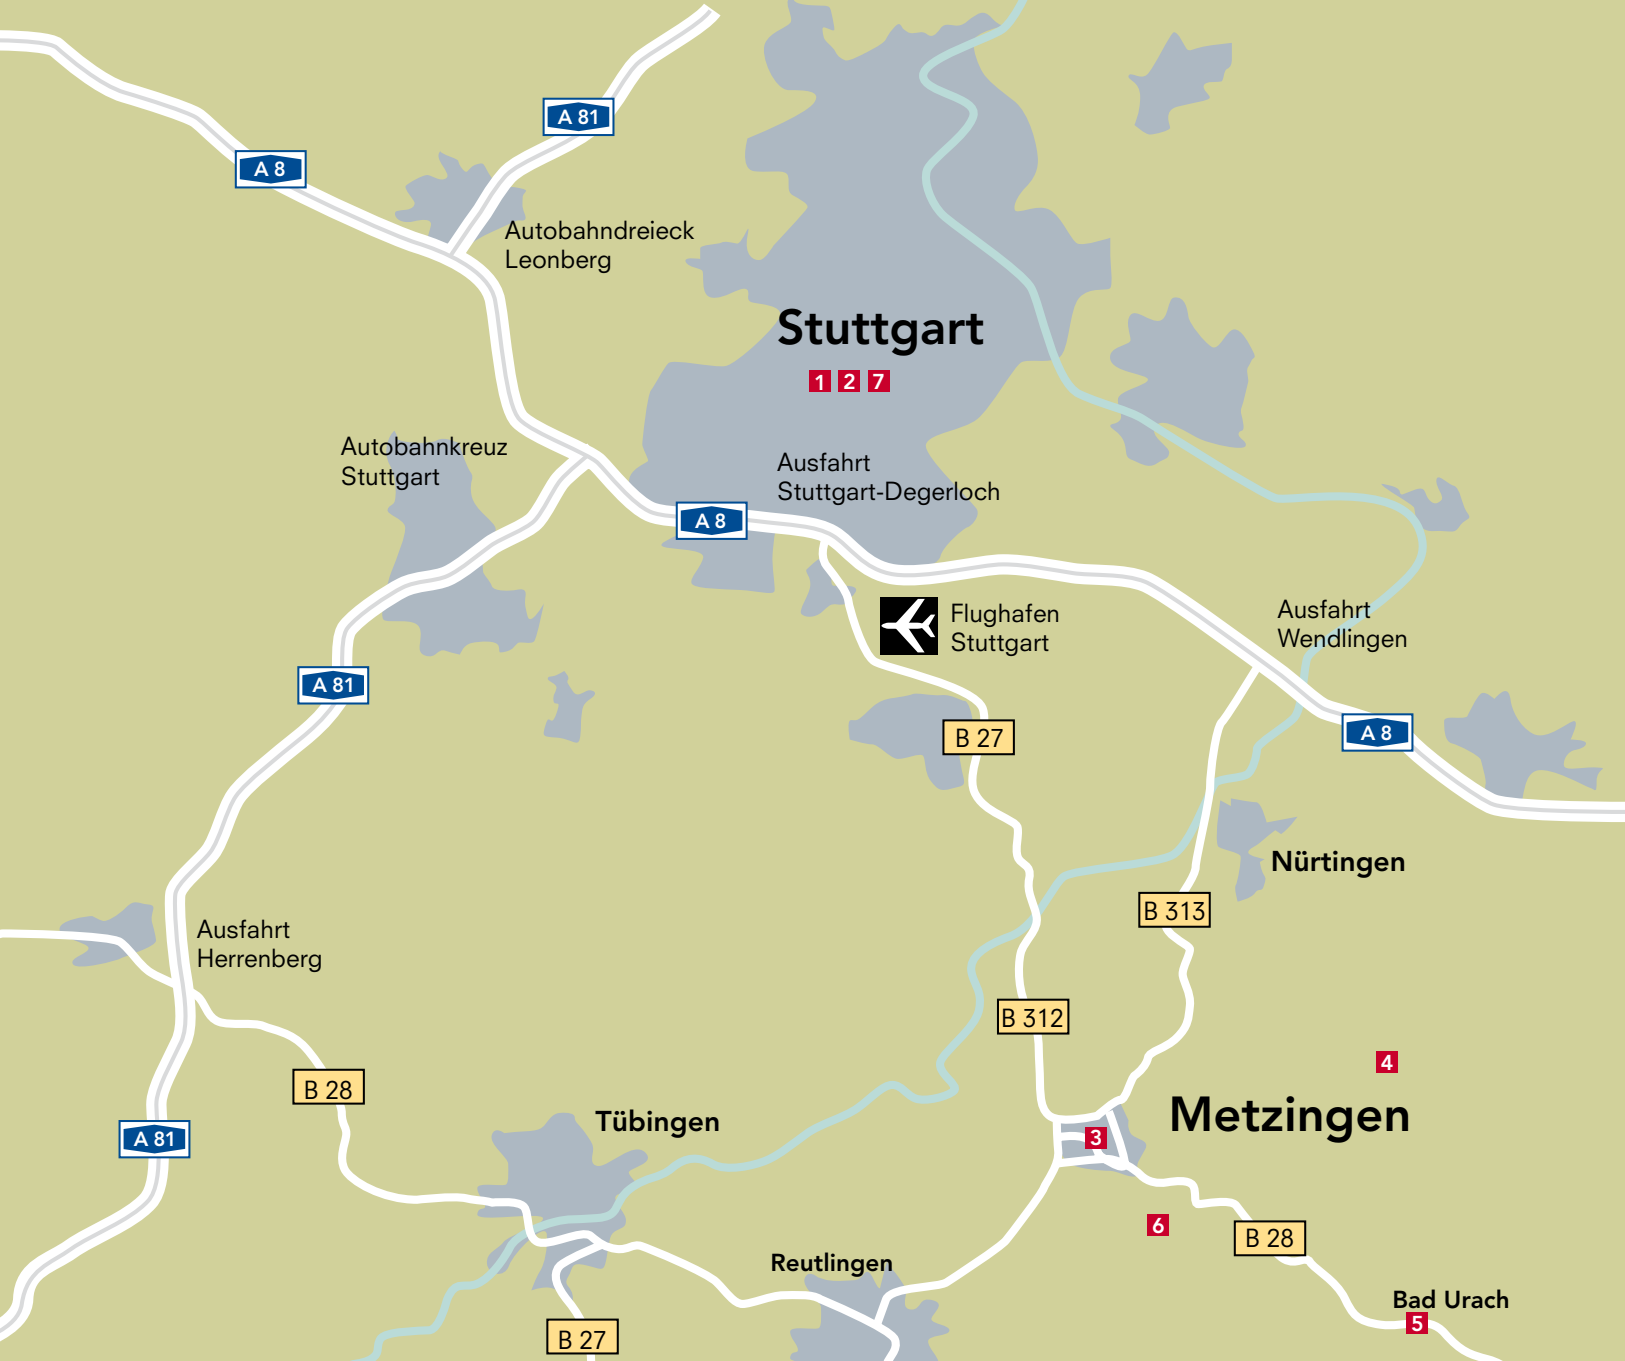 A 81
A 8
Autobahndreieck
Leonberg
Stuttgart
1 2 7
Autobahnkreuz
Stuttgart
Ausfahrt
Stuttgart-Degerloch
A 8
Flughafen
Stuttgart
Ausfahrt
Wendlingen
A 81
B 27
A 8
Nürtingen
B 313
Ausfahrt
Herrenberg
B 312
4
B 28
Metzingen
Tübingen
A 81
3
6
B 28
Reutlingen
Bad Urach
5
B 27